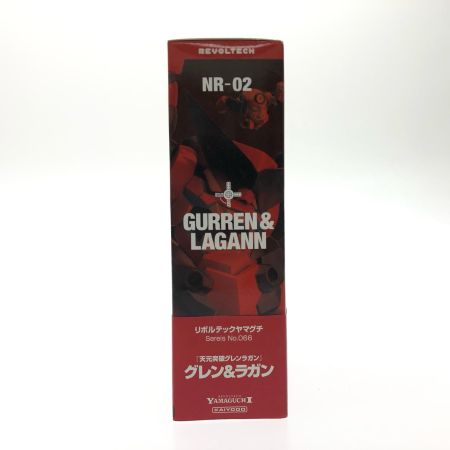 REVOLTECH
NR-02
GURREN&
LAGANN
リボルテックヤマグチ
Sereis No.066
「天元突破グレンラガン」
グレン&ラガン
YAMAGUCHI
KAIYODO